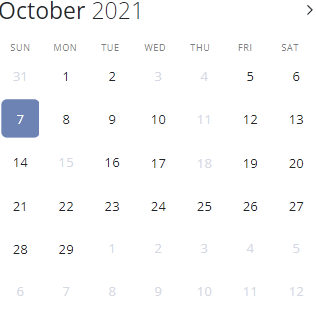 October 2021 >
SUN MON TUE WED THU FRI SAT
31 1 2 3 4 5 6
7 8 9 10 11 12 13
14 15 16 17 18 19 20
21 22 23 24 25 26 27
28 29 1 2 3 4 5
6 7 8 9 10 11 12